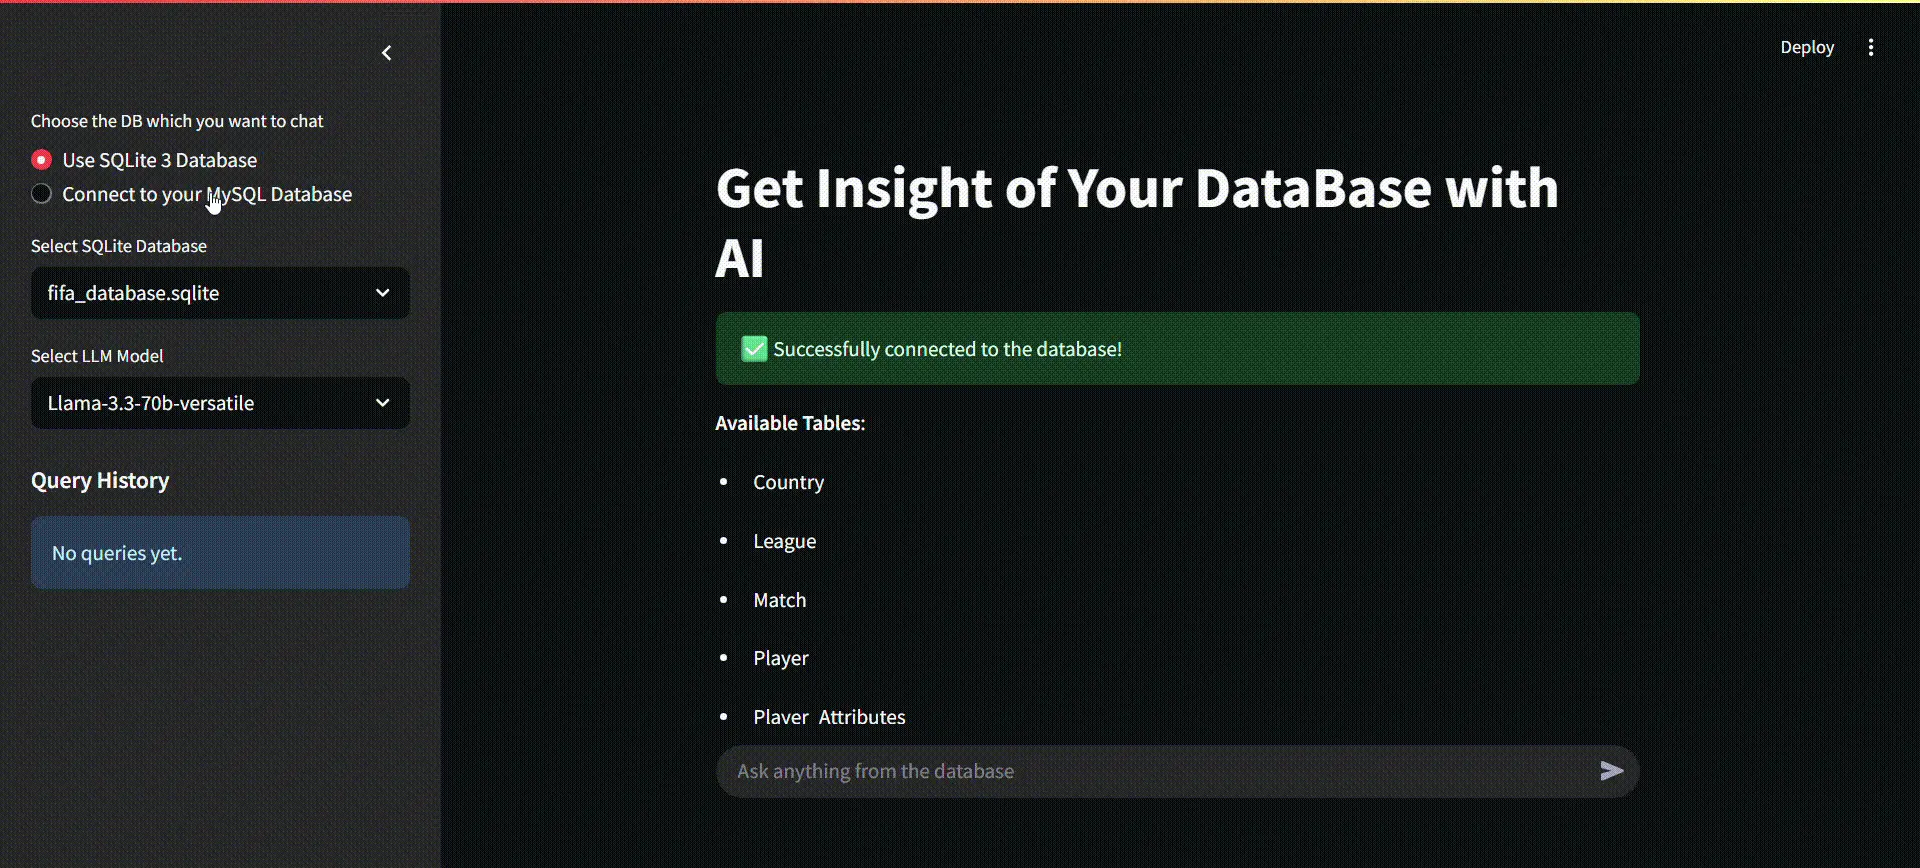 Deploy
Choose the DB which you want to chat
Use SQLite 3 Database
Connect to your MySQL Database
Select SQLite Database
fifa_database.sqlite
Select LLM Model
Llama-3.3-70b-versatile
Query History
No queries yet.
Get Insight of Your DataBase with
AI
Successfully connected to the database!
Available Tables:
Country
League
Match
Player
Player_Attributes
Ask anything from the database